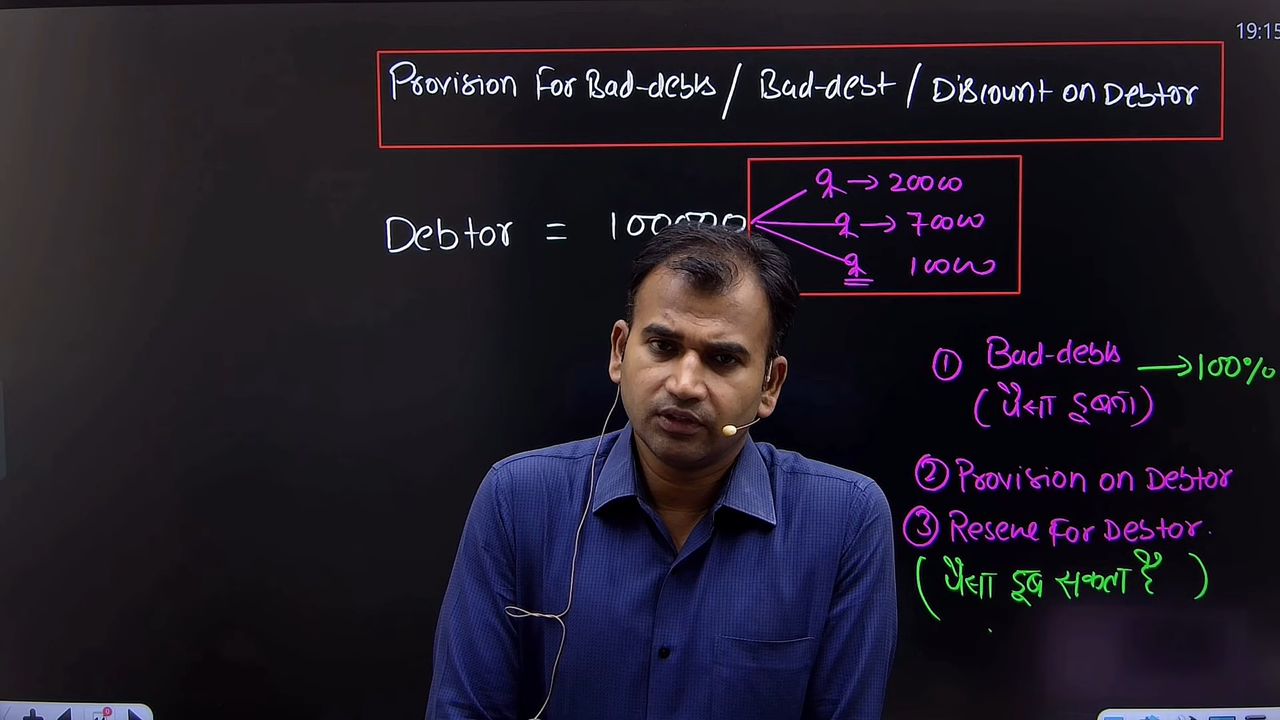 19:15
Provision For Bad-debts / Bad-debt / Discount on Debtor
Debtor = 100000
→ 20000
→ 70000
10000
① Bad-debts → 100%
(पैसा डूबना)
② Provision on Debtor
③ Reserve For Debtor.
(पैसा डूब सकता है)